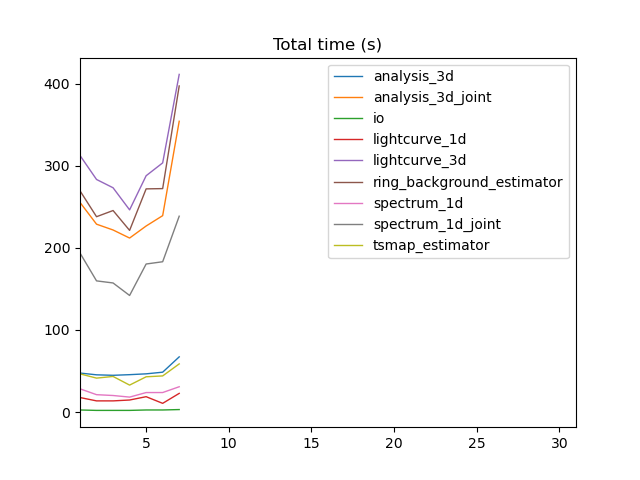 Total time (s)
400
300
200
100
0
5 10 15 20 25 30
analysis_3d
analysis_3d_joint
io
lightcurve_1d
lightcurve_3d
ring_background_estimator
spectrum_1d
spectrum_1d_joint
tsmap_estimator